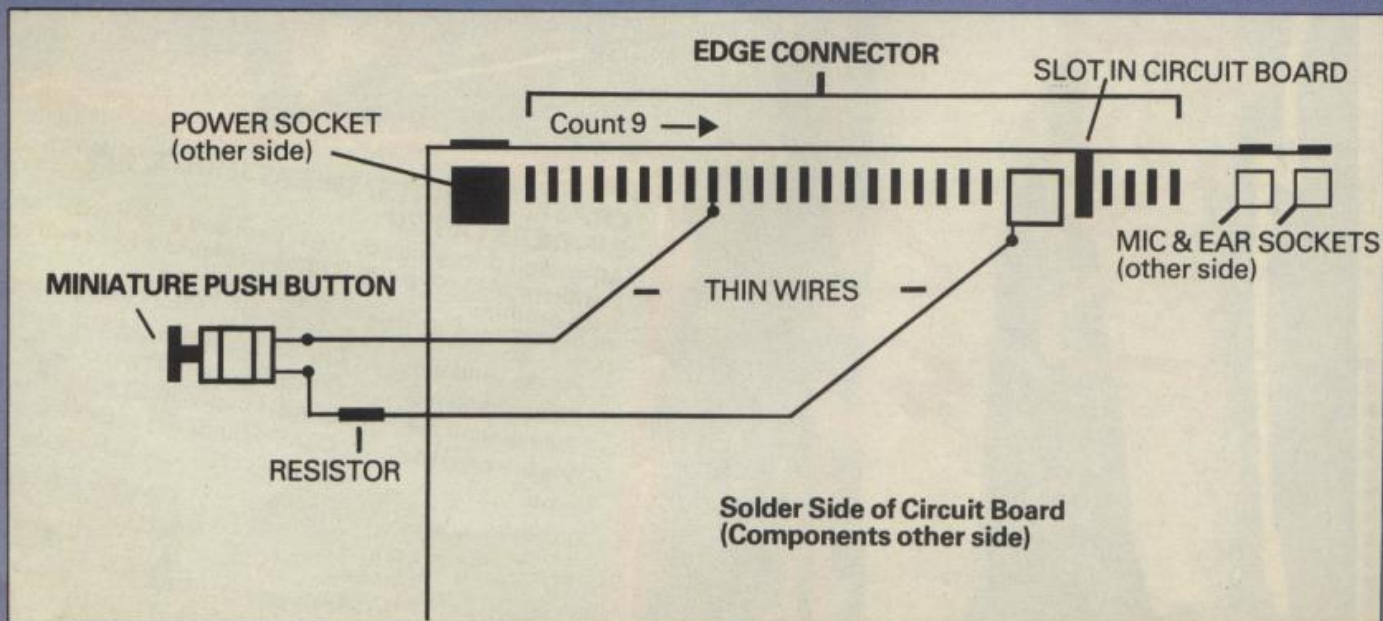 EDGE CONNECTOR
SLOT IN CIRCUIT BOARD
POWER SOCKET
(other side)
Count 9
MIC & EAR SOCKETS
(other side)
MINIATURE PUSH BUTTON
THIN WIRES
RESISTOR
Solder Side of Circuit Board
(Components other side)